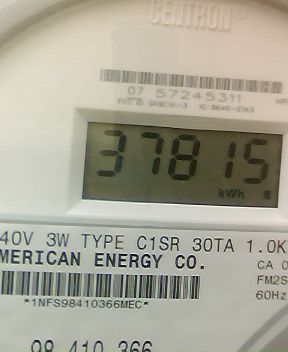 CENTRON®
07 57245311
37815
kWh
40V 3W TYPE C1SR 30TA 1.0K
MERICAN ENERGY CO.
CA 0
FM2S
60Hz
*1NFS98410366MEC*
98 410 366